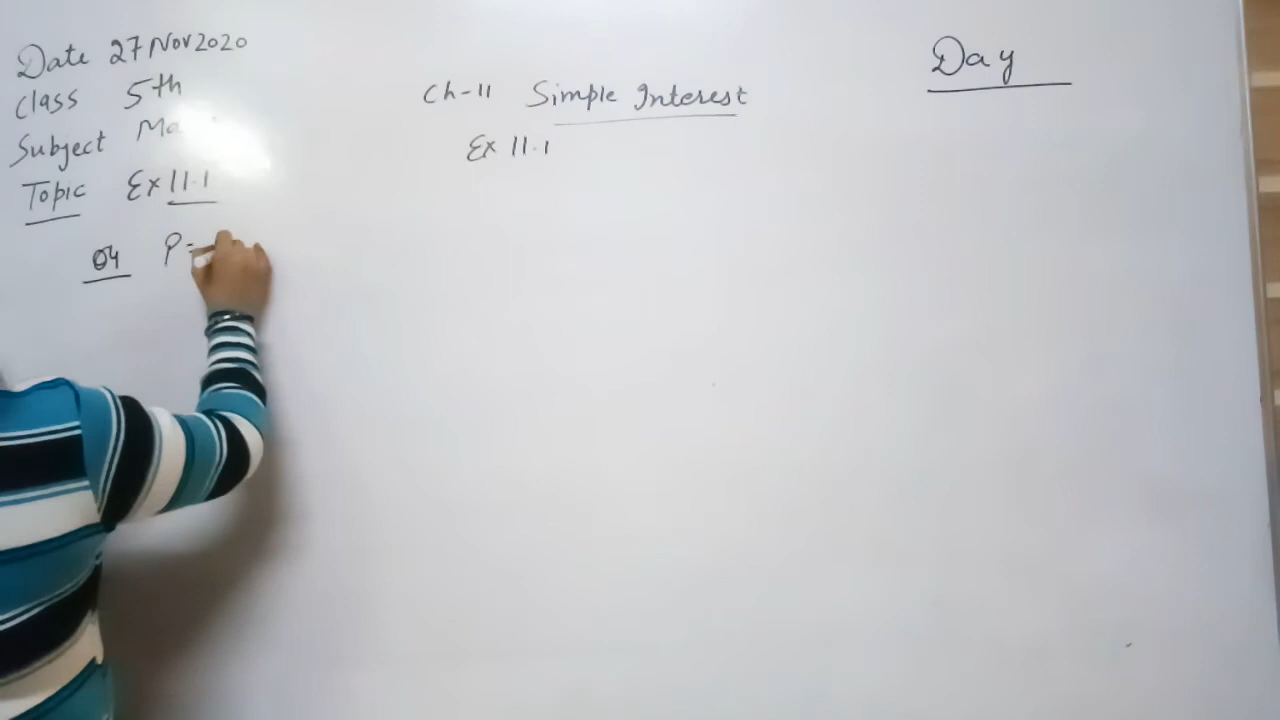 Date 27 Nov 2020
Class 5th
Subject
Topic Ex 11.1
Ch-11 Simple Interest
Ex 11.1
Day
Q4 P =